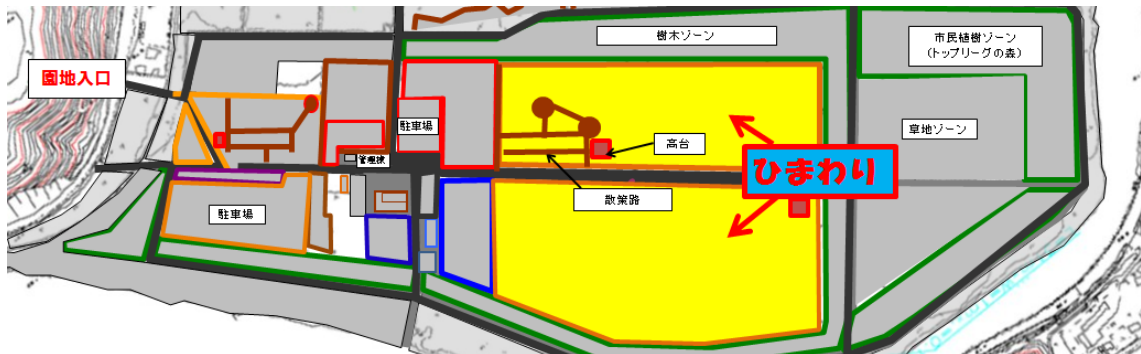 樹木ゾーン
市民植樹ゾーン
(トップリーグの森)
園地入口
駐車場
高台
草地ゾーン
管理棟
ひまわり
散策路
駐車場